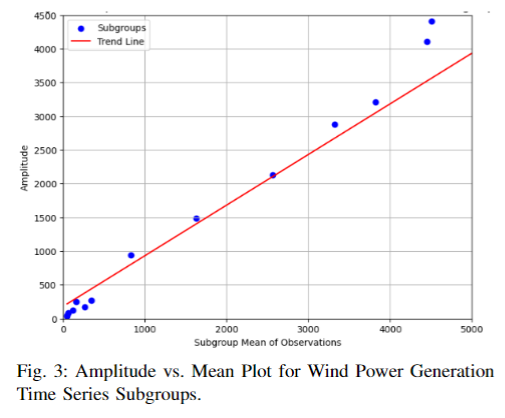 4500
4000
3500
3000
2500
2000
1500
1000
500
0
Amplitude
Subgroups
Trend Line
0 1000 2000 3000 4000 5000
Subgroup Mean of Observations
Fig. 3: Amplitude vs. Mean Plot for Wind Power Generation
Time Series Subgroups.